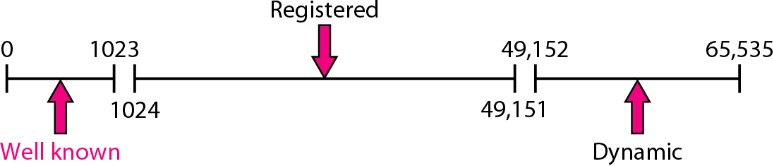 Registered
0 1023 49,152 65,535
1024 49,151
Well known Dynamic